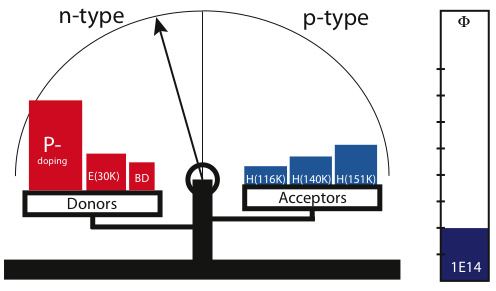 n-type
p-type
Φ
P-
doping
E(30K)
BD
H(116K)
H(140K)
H(151K)
Donors
Acceptors
1E14